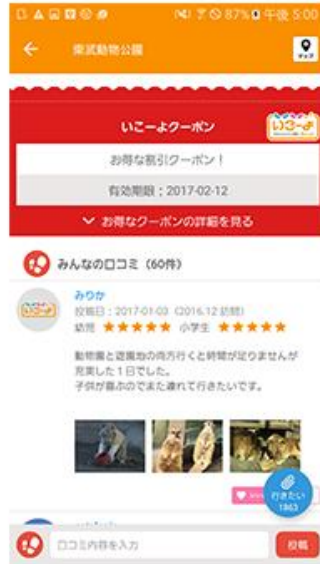 87% 午後 5:00
東武動物公園
マップ
いこーよクーポン
いこーよ
お得な割引クーポン！
有効期限：2017-02-12
お得なクーポンの詳細を見る
みんなの口コミ（60件）
みりか
いこーよ
投稿日：2017-01-03（2016.12訪問）
幼児 ★★★★★ 小学生 ★★★★★
動物園と遊園地の両方行くと時間が足りませんが
充実した1日でした。
子供が喜ぶのでまた連れて行きたいです。
行きたい
1863
口コミ内容を入力
投稿